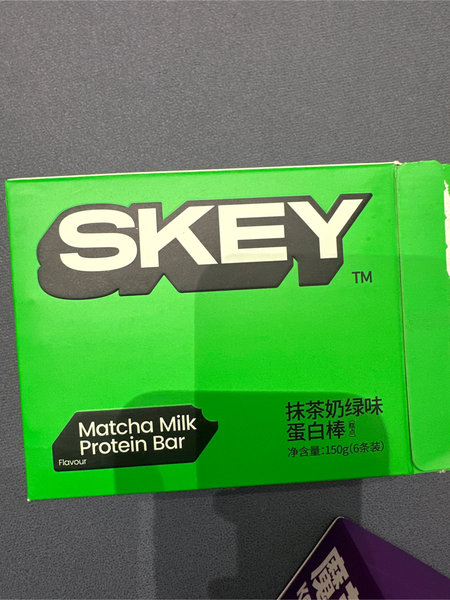 SKEY
TM
Matcha Milk
Protein Bar
Flavour
抹茶奶绿味
蛋白棒
净含量:150g(6条装)